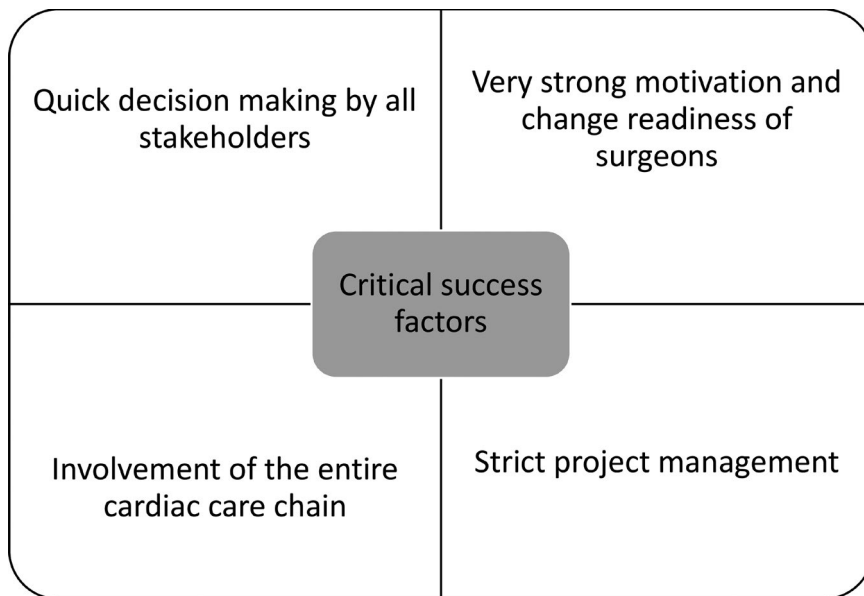 Quick decision making by all
stakeholders
Very strong motivation and
change readiness of
surgeons
Critical success
factors
Involvement of the entire
cardiac care chain
Strict project management